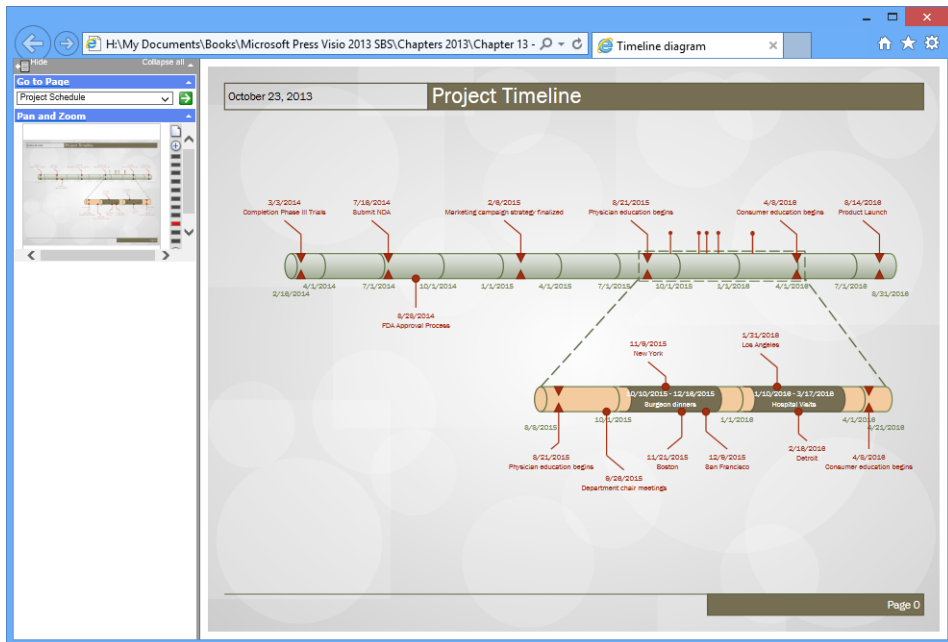 H:\My Documents\Books\Microsoft Press Visio 2013 SBS\Chapters 2013\Chapter 13 -
Timeline diagram
Hide
Collapse all
Go to Page
Project Schedule
Pan and Zoom
October 23, 2013
Project Timeline
3/3/2014
Completion Phase III Trials
7/18/2014
Submit NDA
2/8/2015
Marketing campaign strategy finalized
8/21/2015
Physician education begins
4/8/2016
Consumer education begins
8/14/2016
Product Launch
2/18/2014
4/1/2014
7/1/2014
10/1/2014
1/1/2015
4/1/2015
7/1/2015
10/1/2015
1/1/2016
4/1/2016
7/1/2016
8/31/2016
8/28/2014
FDA Approval Process
11/8/2015
New York
1/31/2016
Los Angeles
10/10/2015 - 12/16/2015
Surgeon dinners
1/10/2016 - 3/17/2016
Hospital Visits
8/8/2015
10/1/2015
1/1/2016
4/1/2016
4/21/2016
8/21/2015
Physician education begins
9/28/2015
Department chair meetings
11/21/2015
Boston
12/9/2015
San Francisco
2/18/2016
Detroit
4/8/2016
Consumer education begins
Page 0